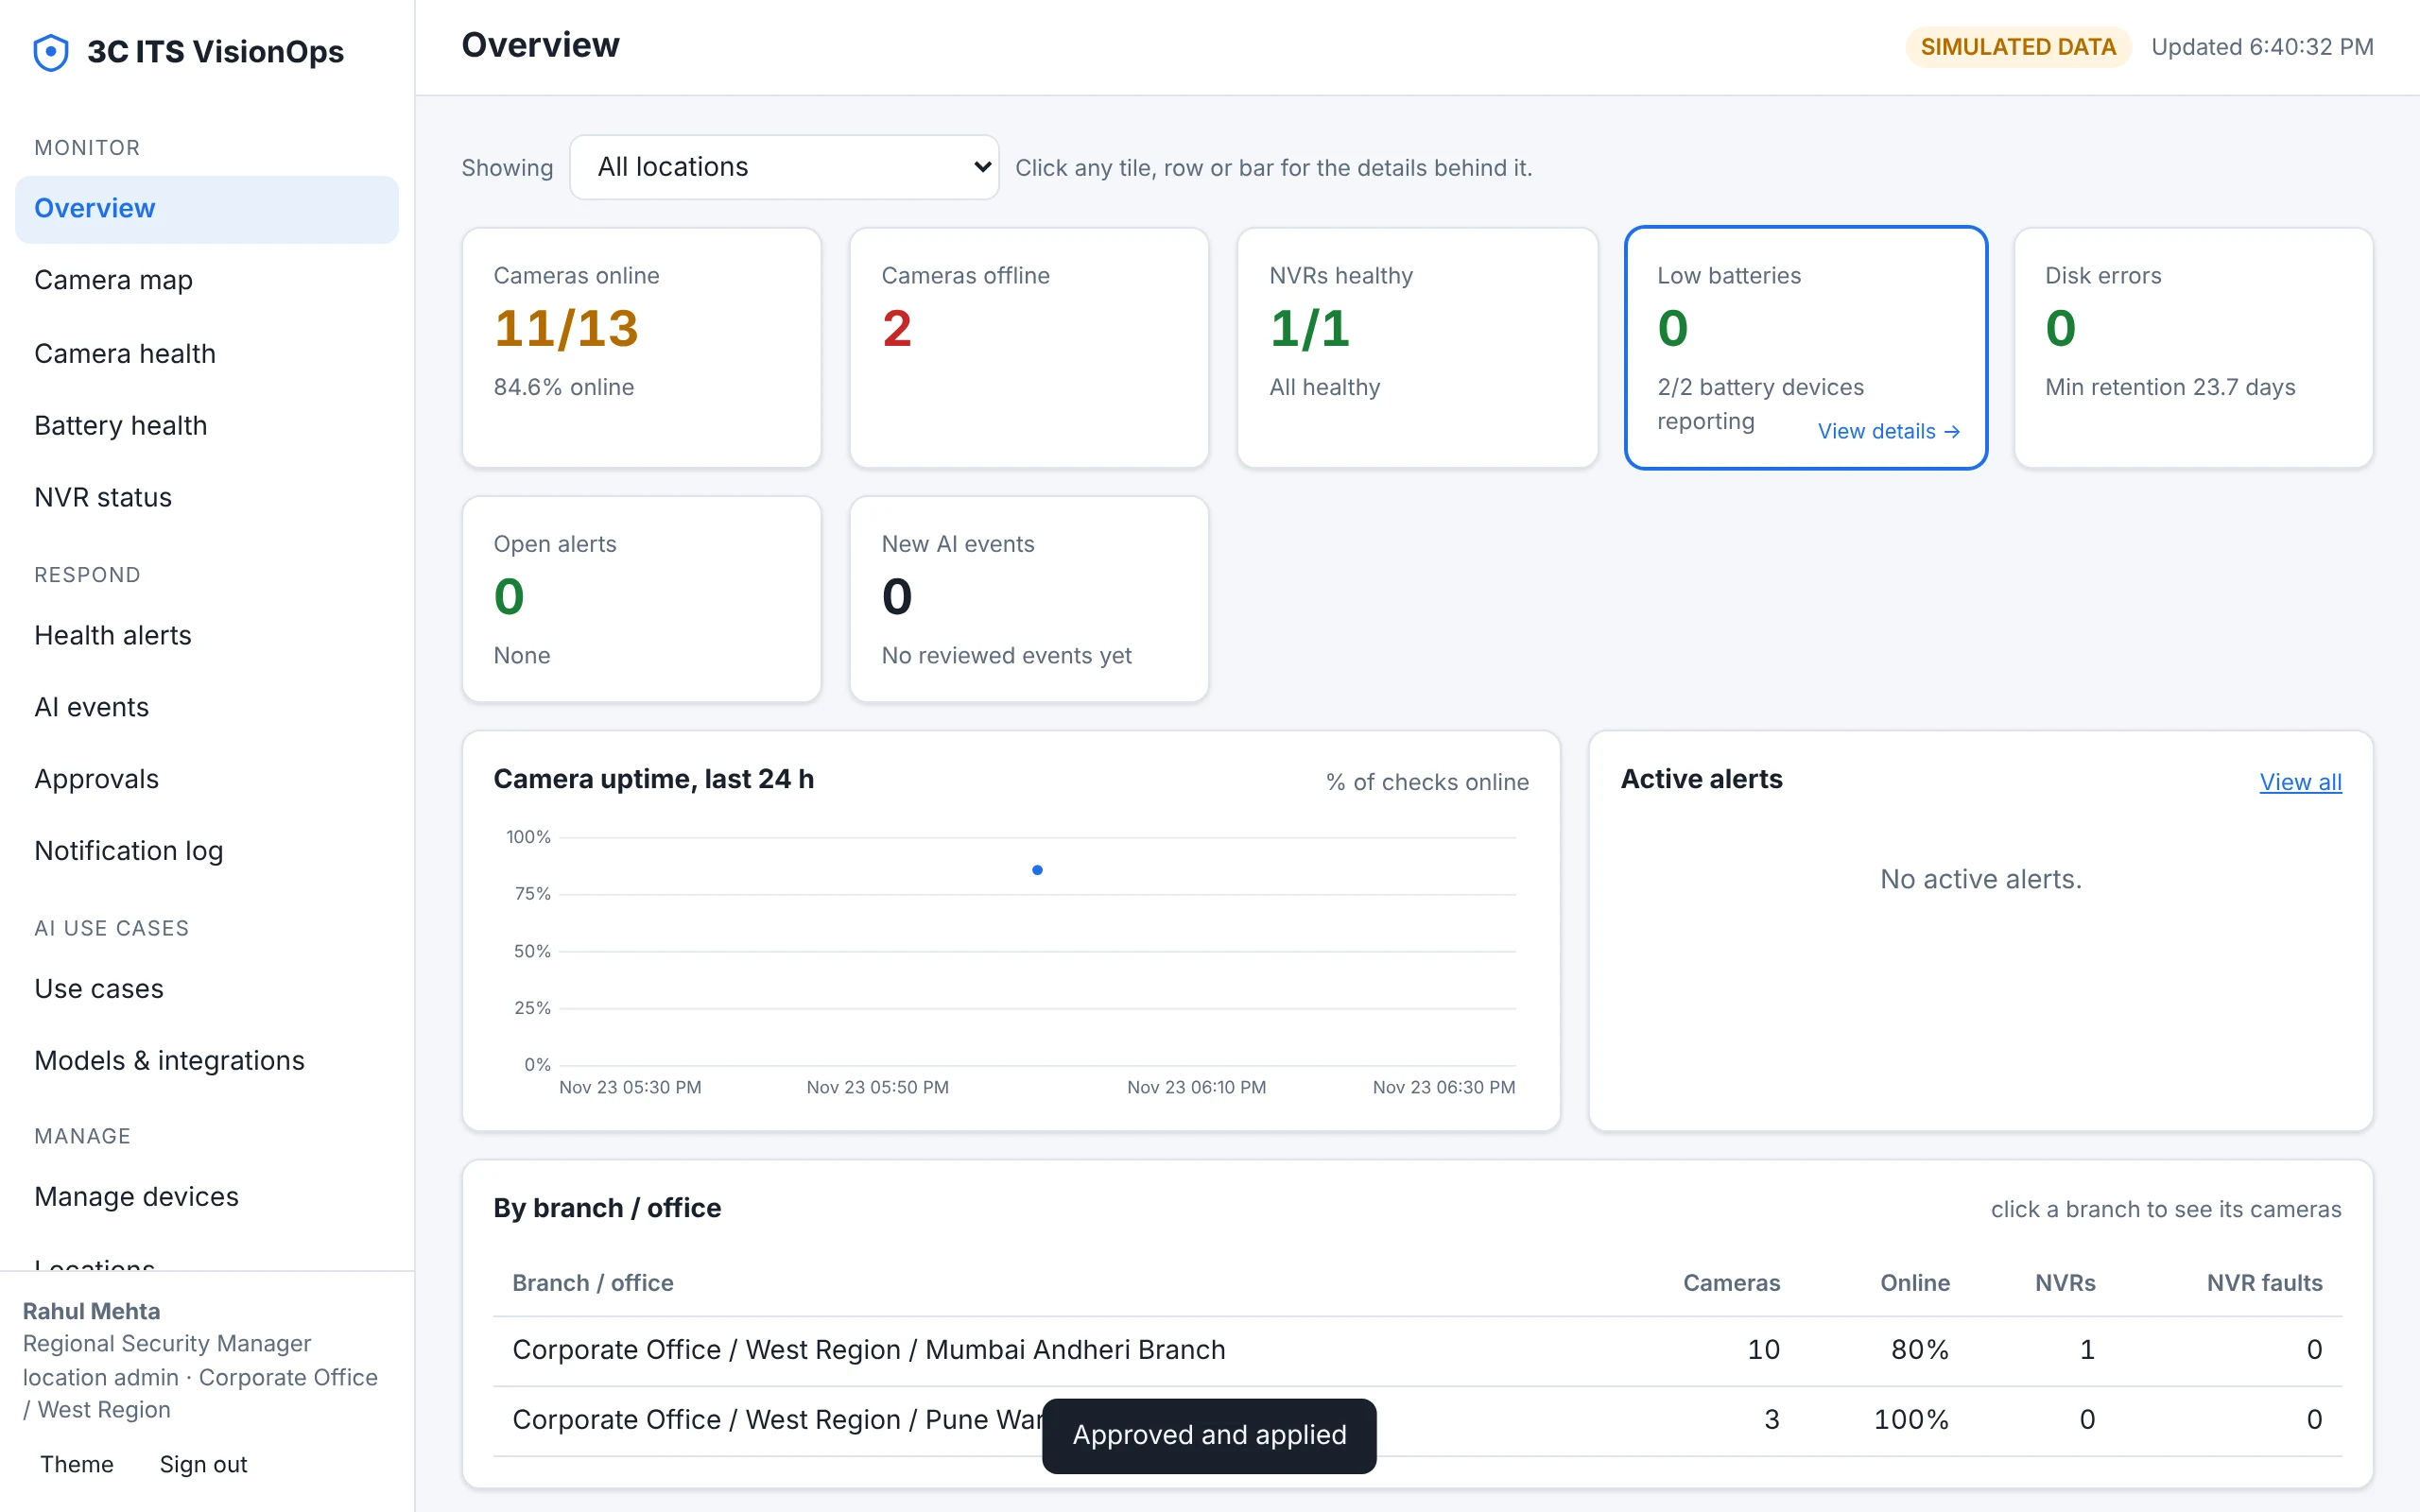 3C ITS VisionOps
MONITOR
Overview
Camera map
Camera health
Battery health
NVR status
RESPOND
Health alerts
AI events
Approvals
Notification log
AI USE CASES
Use cases
Models & integrations
MANAGE
Manage devices
Locations
Rahul Mehta
Regional Security Manager
location admin · Corporate Office
/ West Region
Theme
Sign out
Overview
SIMULATED DATA
Updated 6:40:32 PM
Showing
All locations
Click any tile, row or bar for the details behind it.
Cameras online
11/13
84.6% online
Cameras offline
2
NVRs healthy
1/1
All healthy
Low batteries
0
2/2 battery devices
reporting
View details →
Disk errors
0
Min retention 23.7 days
Open alerts
0
None
New AI events
0
No reviewed events yet
Camera uptime, last 24 h
% of checks online
100%
75%
50%
25%
0%
Nov 23 05:30 PM
Nov 23 05:50 PM
Nov 23 06:10 PM
Nov 23 06:30 PM
Active alerts
View all
No active alerts.
By branch / office
click a branch to see its cameras
Branch / office Cameras Online NVRs NVR faults
Corporate Office / West Region / Mumbai Andheri Branch 10 80% 1 0
Corporate Office / West Region / Pune 3 100% 0 0
Approved and applied